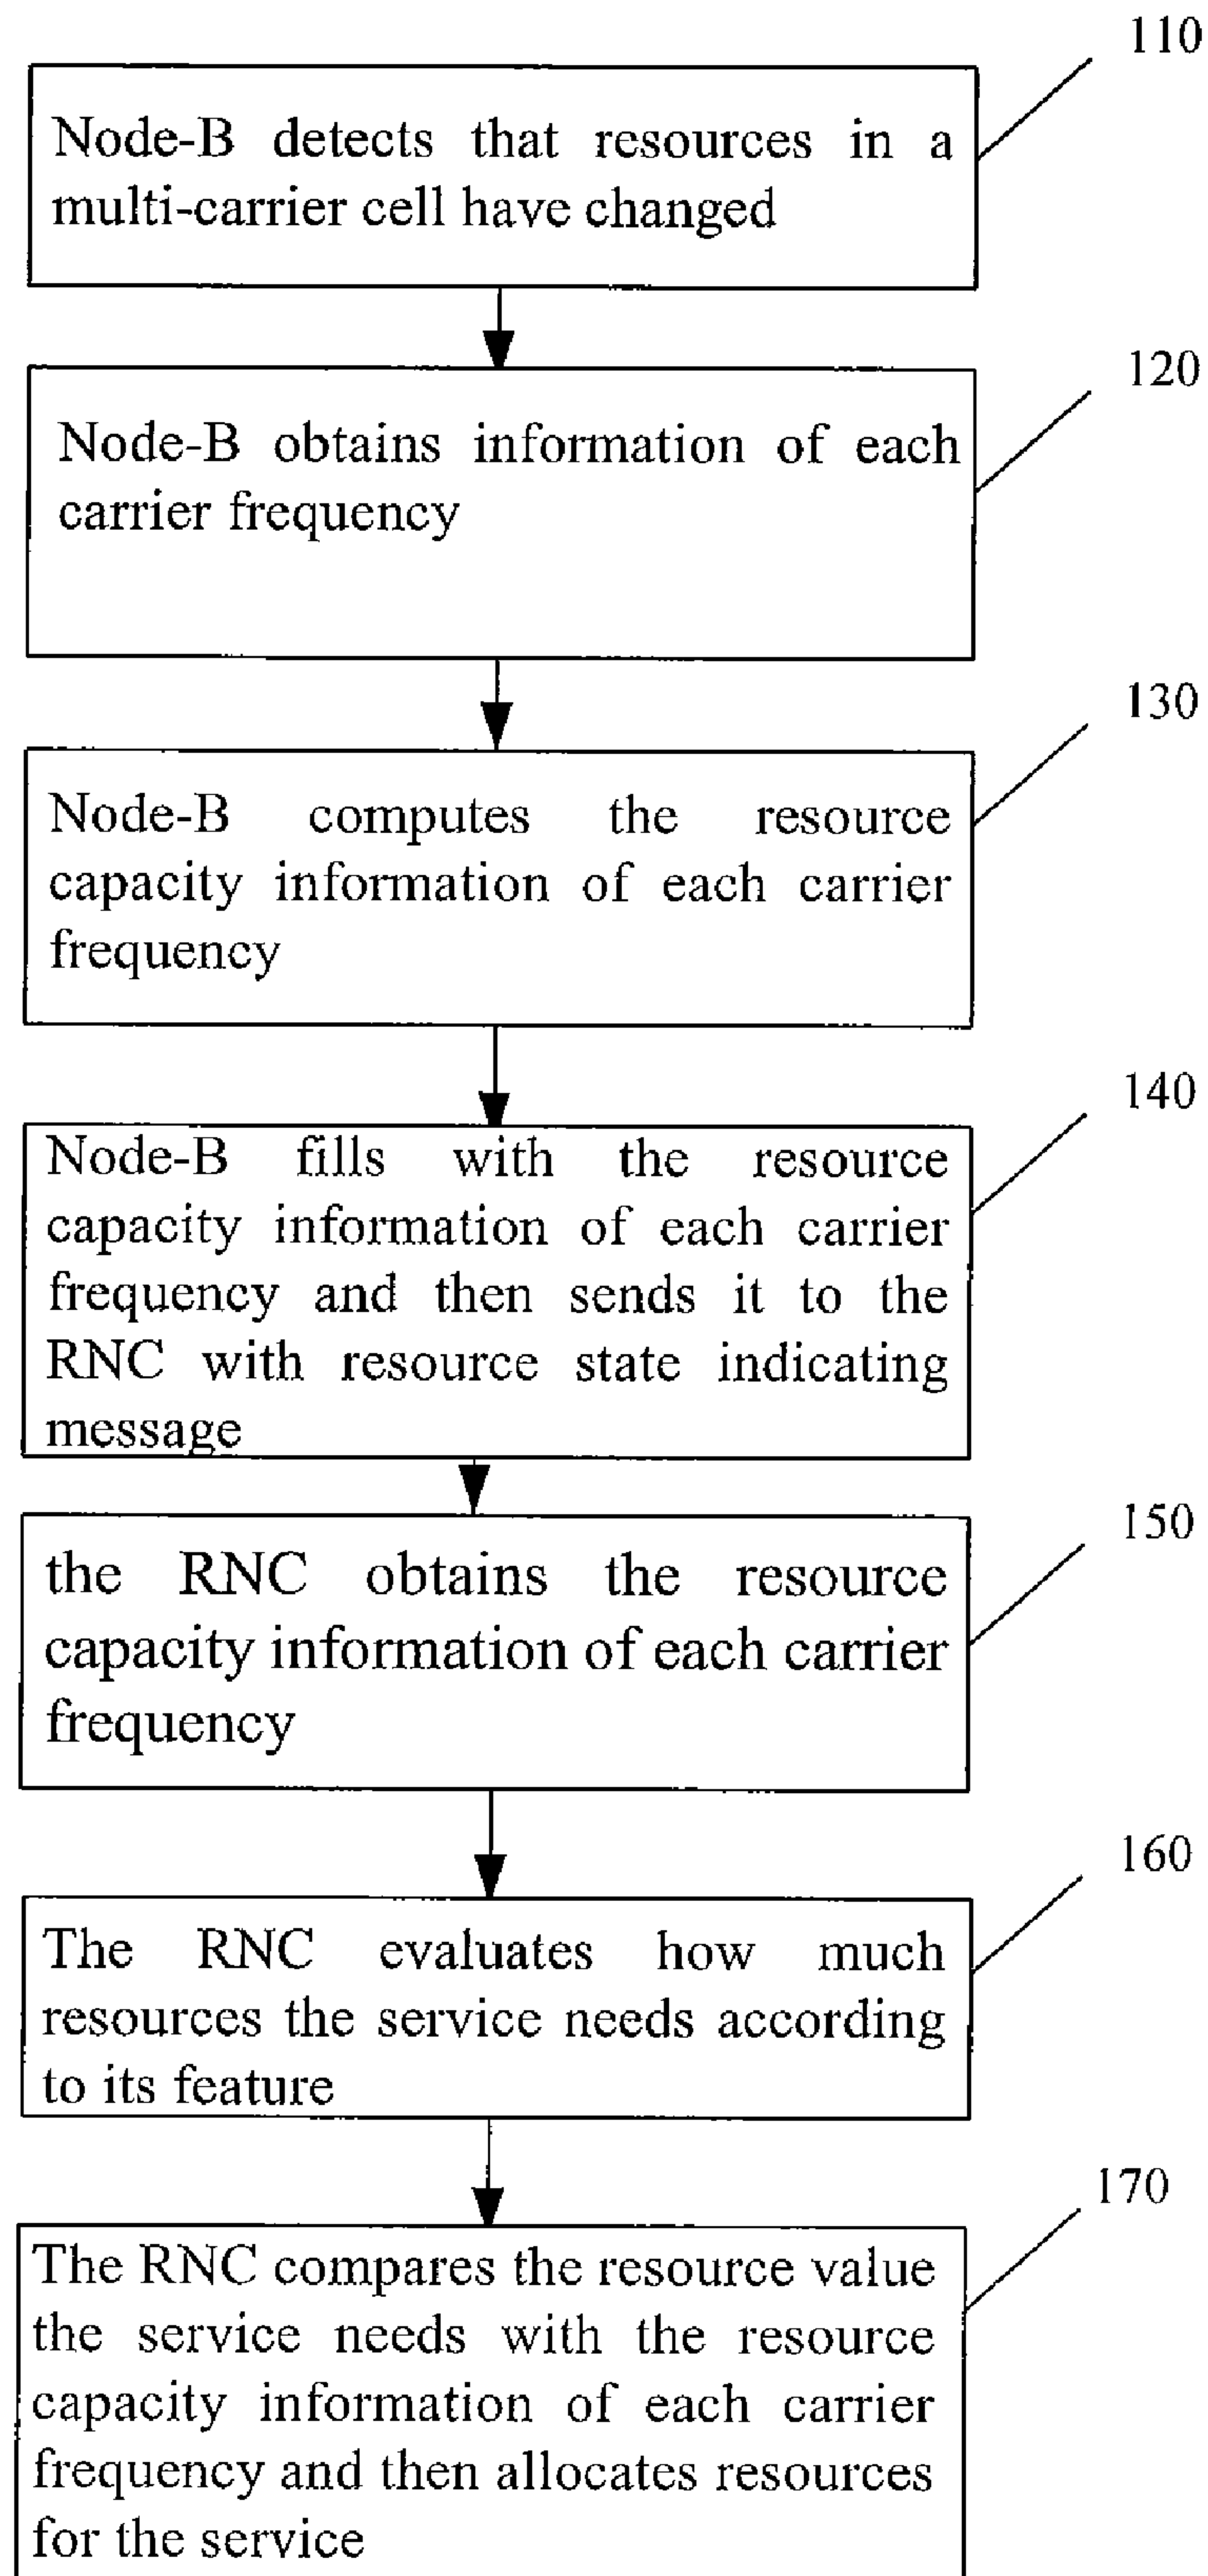 110
Node-B detects that resources in a
multi-carrier cell have changed
120
Node-B obtains information of each
carrier frequency
130
Node-B computes the resource
capacity information of each carrier
frequency
140
Node-B fills with the resource
capacity information of each carrier
frequency and then sends it to the
RNC with resource state indicating
message
150
the RNC obtains the resource
capacity information of each carrier
frequency
160
The RNC evaluates how much
resources the service needs according
to its feature
170
The RNC compares the resource value
the service needs with the resource
capacity information of each carrier
frequency and then allocates resources
for the service